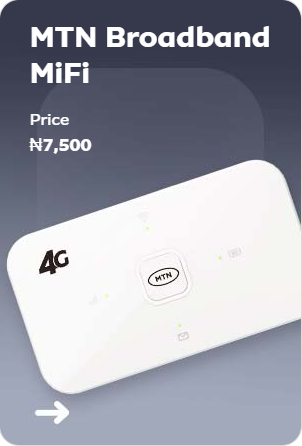 MTN Broadband
MiFi
Price
₦7,500
4G
MTN